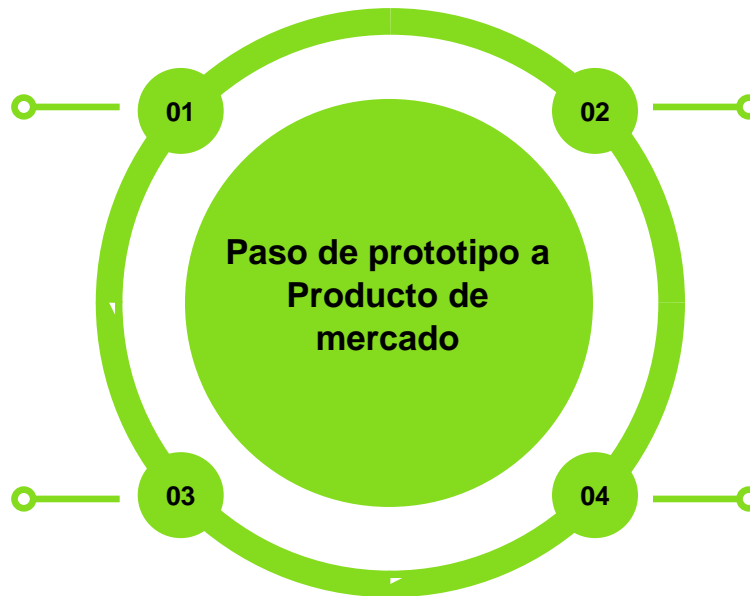 01
02
Paso de prototipo a
Producto de
mercado
03
04